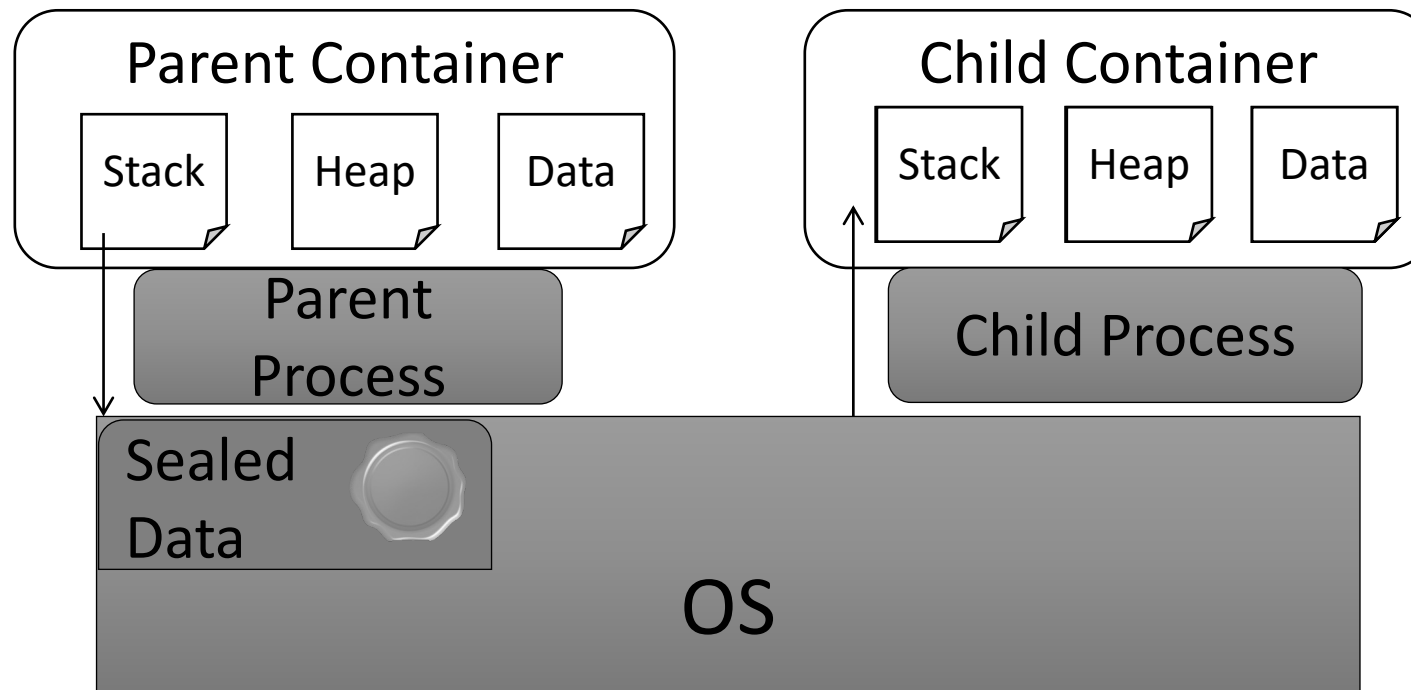 Parent Container
Stack
Heap
Data
Parent
Process
Child Container
Stack
Heap
Data
Child Process
Sealed
Data
OS